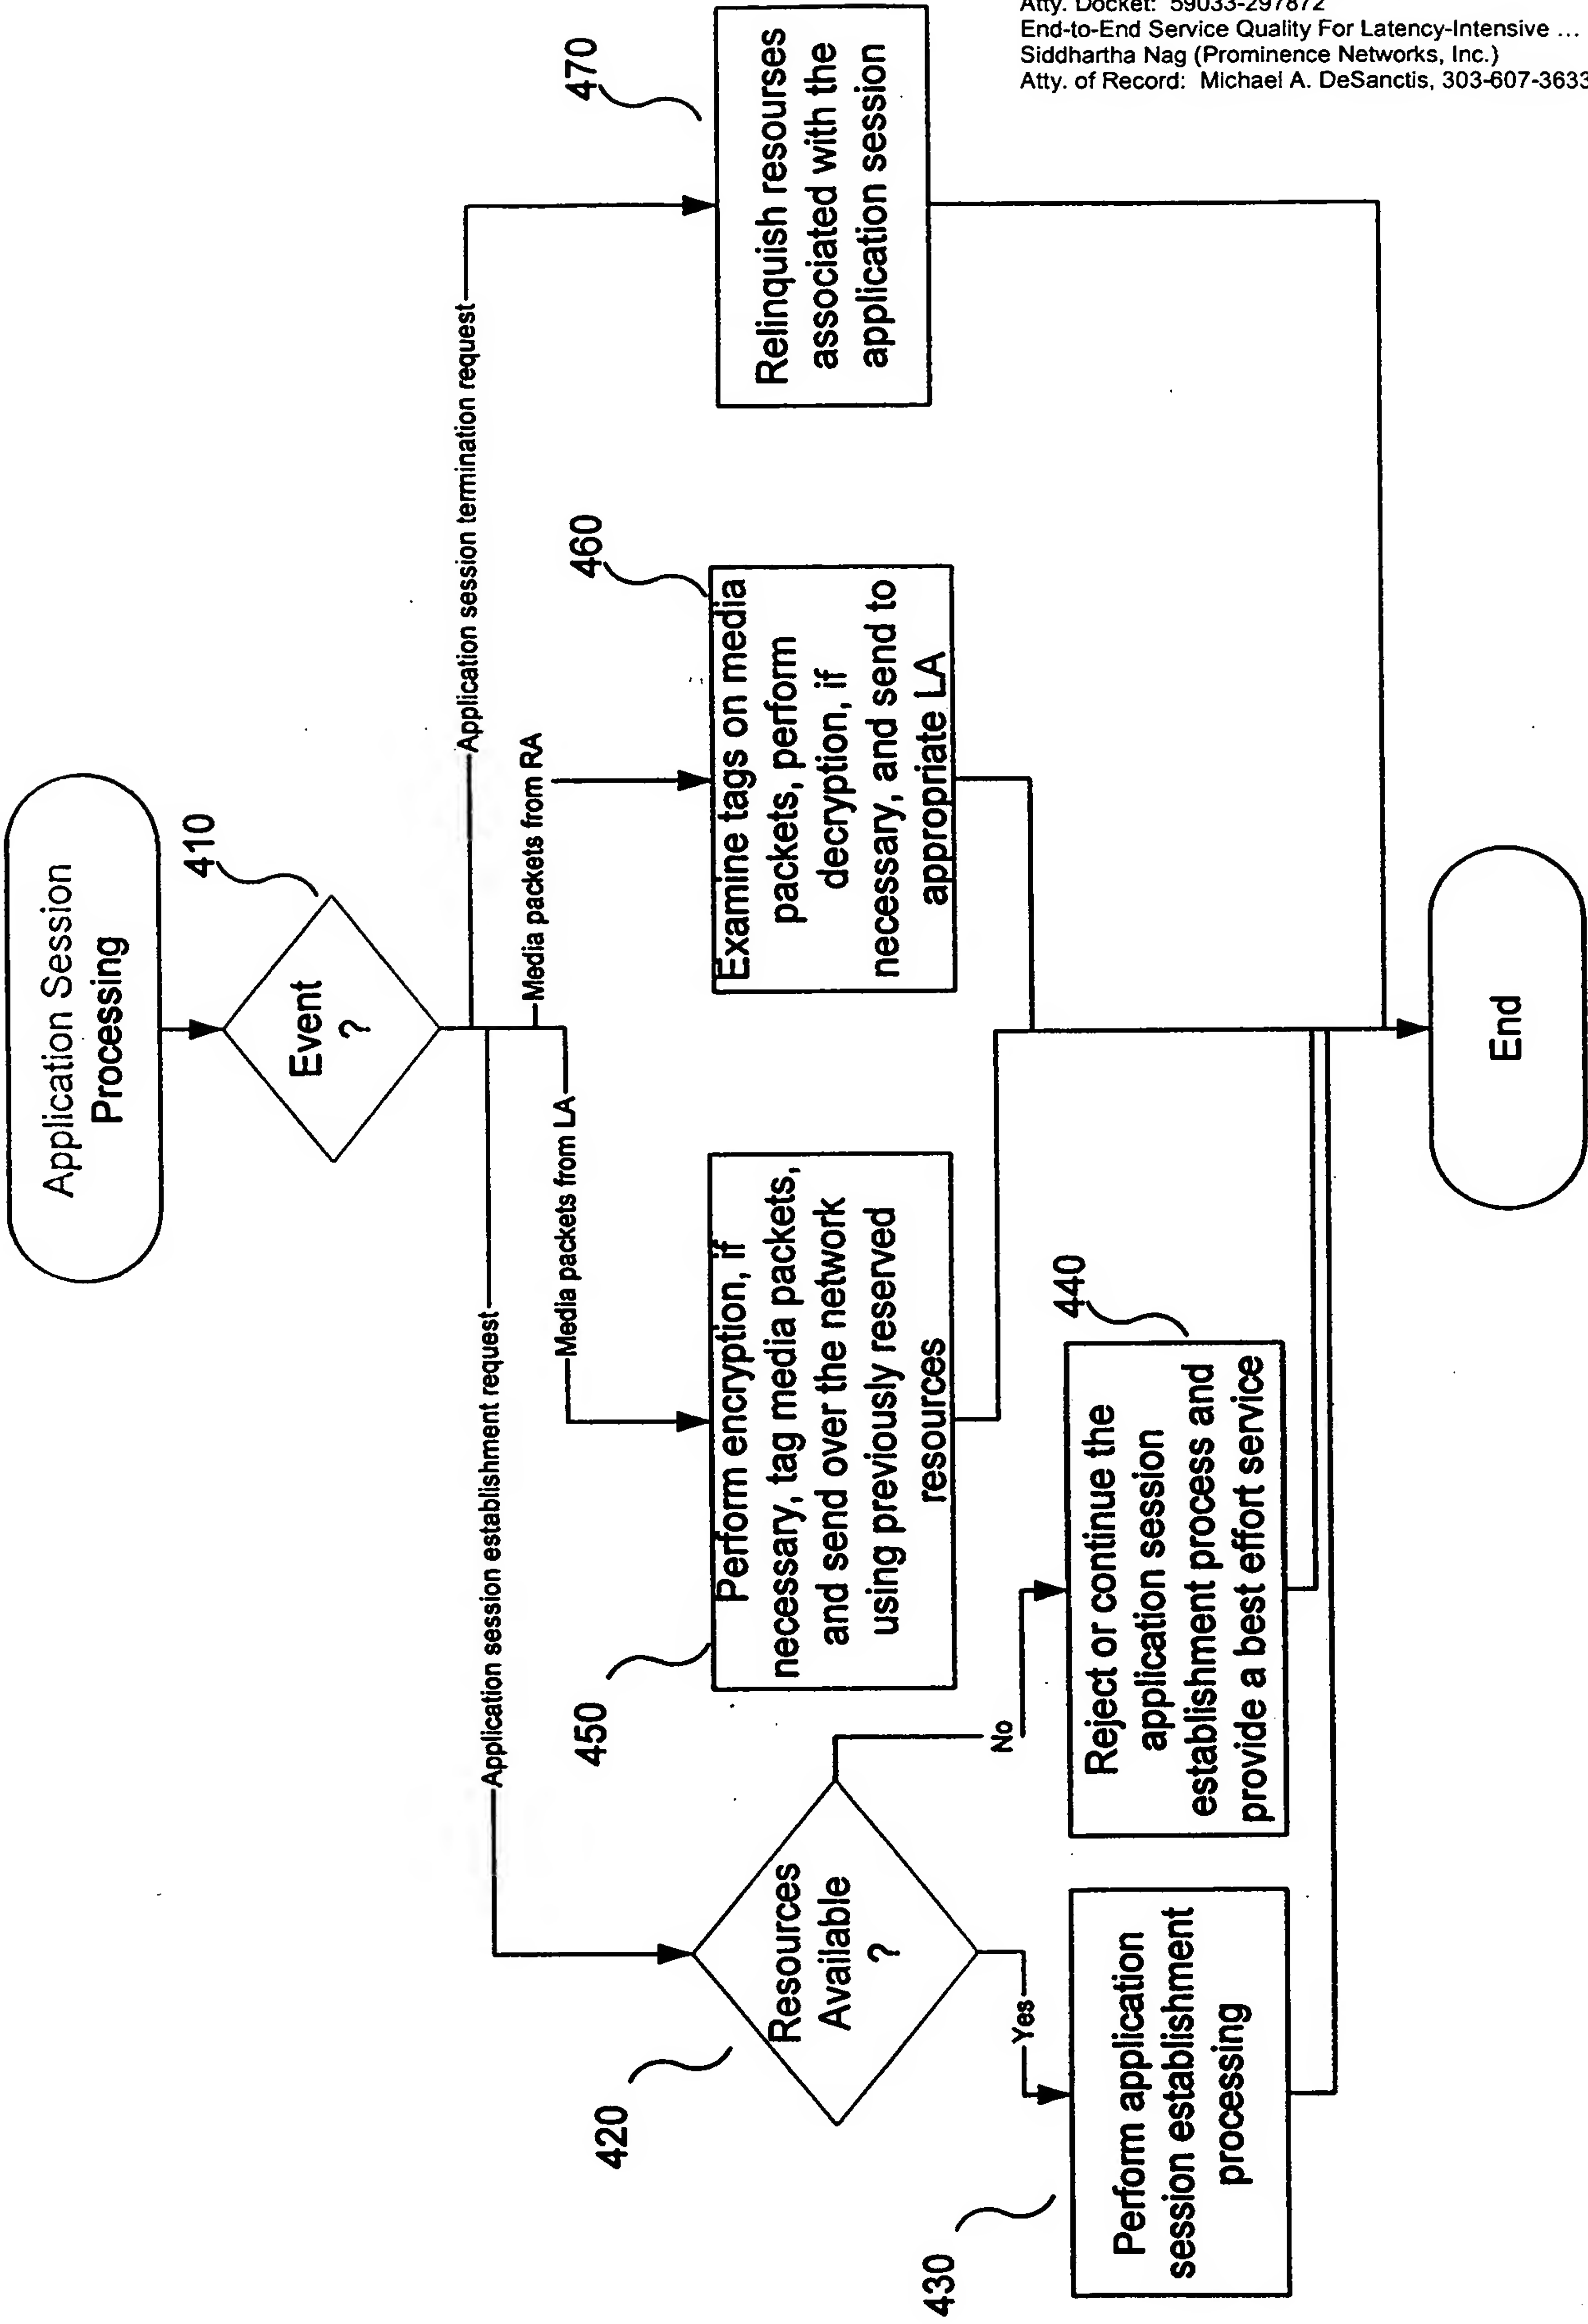 Atty. Docket: 59033-297872
End-to-End Service Quality For Latency-Intensive ...
Siddhartha Nag (Prominence Networks, Inc.)
Atty. of Record: Michael A. DeSanctis, 303-607-3633
Application Session
Processing
410
Event
?
Application session establishment request
Media packets from LA
Media packets from RA
Application session termination request
420
Resources
Available
?
450
Perform encryption, if
necessary, tag media packets,
and send over the network
using previously reserved
resources
460
Examine tags on media
packets, perform
decryption, if
necessary, and send to
appropriate LA
470
Relinquish resourses
associated with the
application session
Yes
No
430
Perform application
session establishment
processing
440
Reject or continue the
application session
establishment process and
provide a best effort service
End